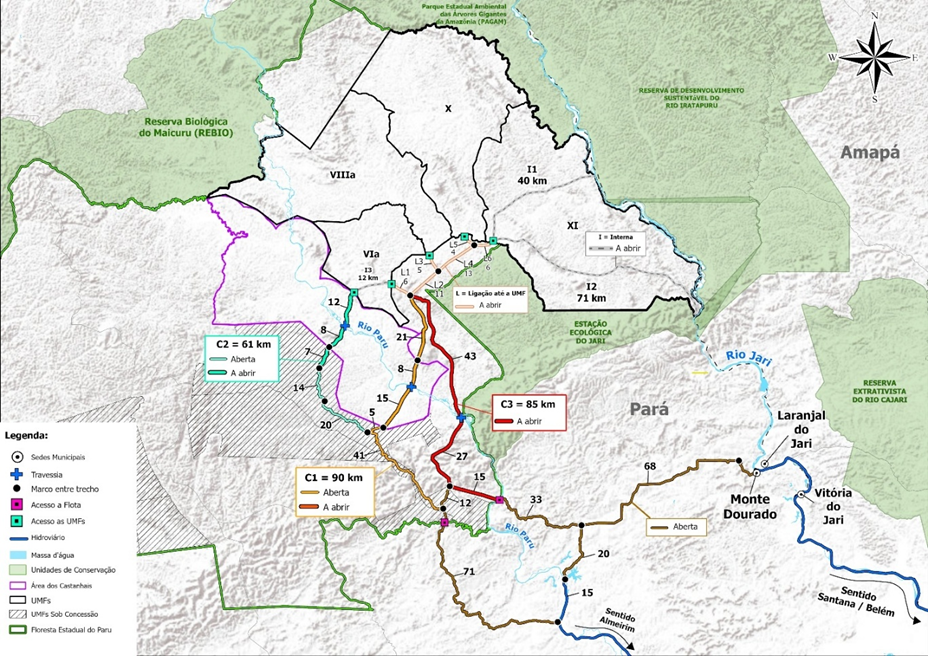 Parque Estadual Ambiental
das Árvores Gigantes
da Amazônia (PAGAM)
N
W
E
S
RESERVA DE DESENVOLVIMENTO
SUSTENTÁVEL DO
RIO IRATAPURU
Reserva Biológica
do Maicuru (REBIO)
Amapá
X
VIIIa
I1
40 km
XI
I = Interna
A abrir
VIa
I3
12 km
L5
4
L3
5
L4
13
L6
6
L1
6
L2
11
I2
71 km
L = Ligação até a UMF
A abrir
12
8
7
14
20
Rio Paru
21
8
15
5
41
43
27
15
12
C2 = 61 km
Aberta
A abrir
ESTAÇÃO
ECOLÓGICA
DO JARI
Rio Jari
RESERVA
EXTRATIVISTA
DO RIO CAJARI
C3 = 85 km
A abrir
Pará
Laranjal
do
Jari
C1 = 90 km
Aberta
A abrir
68
33
Monte
Dourado
Vitória
do
Jari
Aberta
Rio Paru
20
15
71
Sentido
Santana / Belém
Sentido
Almeirim
Legenda:
Sedes Municipais
Travessia
Marco entre trecho
Acesso a Flota
Acesso as UMFs
Hidroviário
Massa d'água
Unidades de Conservação
Área dos Castanhais
UMFs
UMFs Sob Concessão
Floresta Estadual do Paru